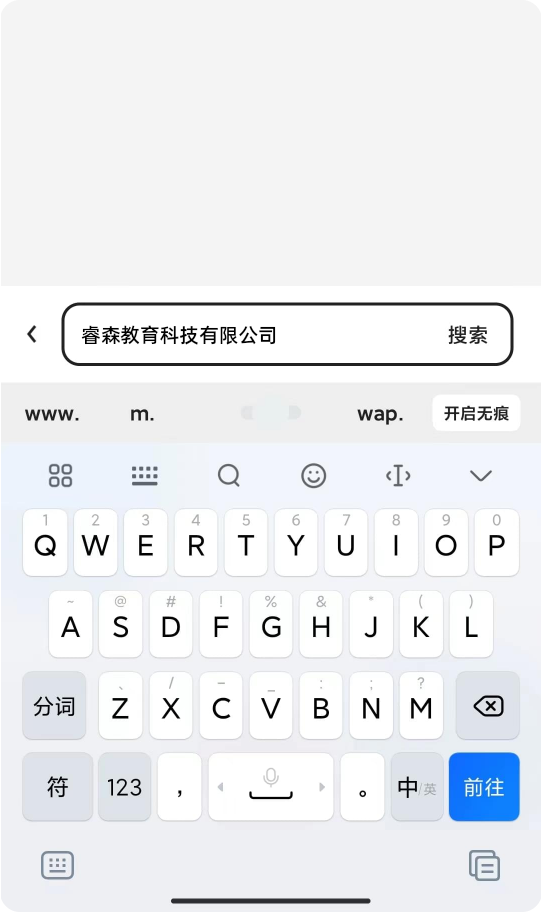 睿森教育科技有限公司 搜索
www. m. wap. 开启无痕
1 2 3 4 5 6 7 8 9 0
Q W E R T Y U I O P
~ @ # ! % & * ( )
A S D F G H J K L
、 / – _ : ; ?
分词 Z X C V B N M
符 123 , 。 中/英 前往